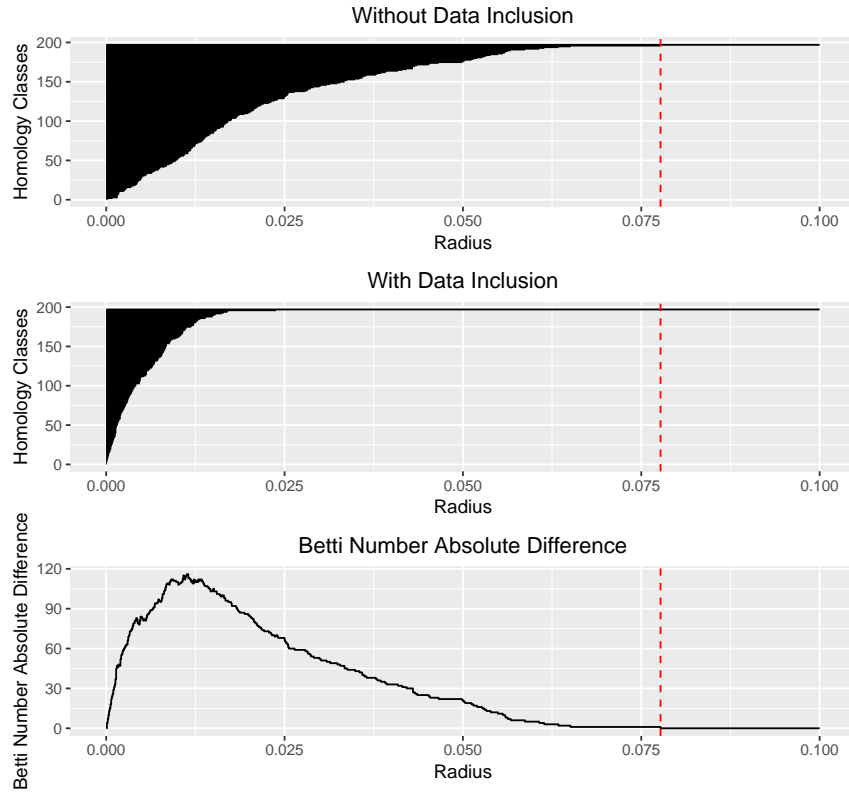 Without Data Inclusion
Homology Classes
200
150
100
50
0
0.000 0.025 0.050 0.075 0.100
Radius
With Data Inclusion
Homology Classes
200
150
100
50
0
0.000 0.025 0.050 0.075 0.100
Radius
Betti Number Absolute Difference
Betti Number Absolute Difference
120
90
60
30
0
0.000 0.025 0.050 0.075 0.100
Radius